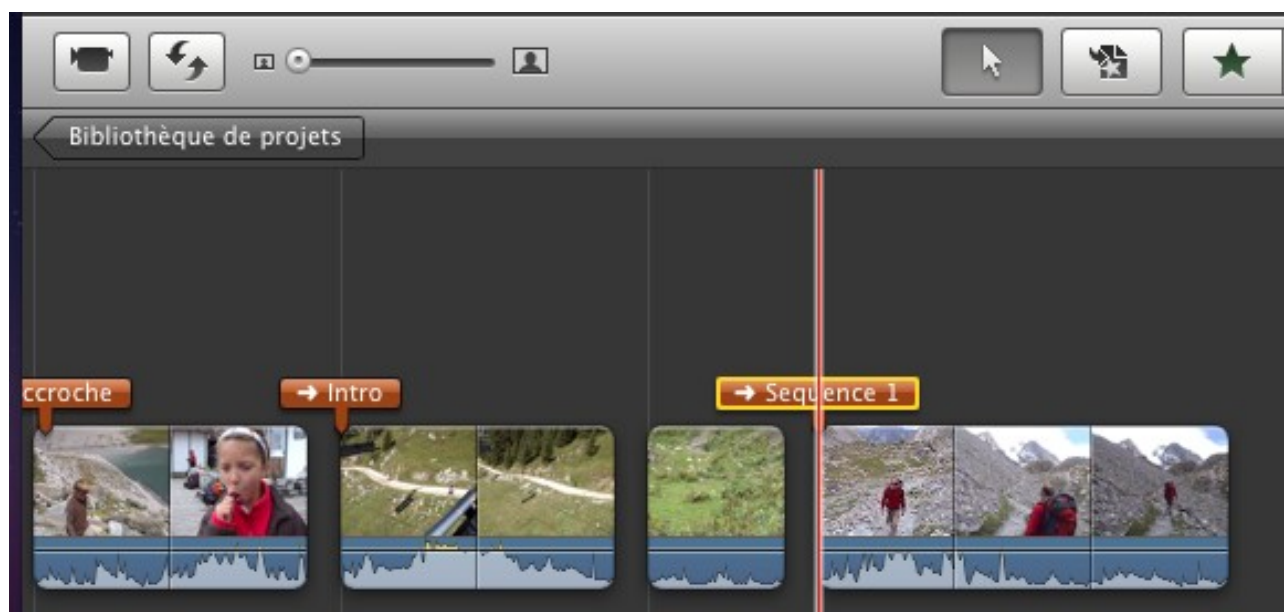 Bibliothèque de projets
ccroche
→ Intro
→ Sequence 1